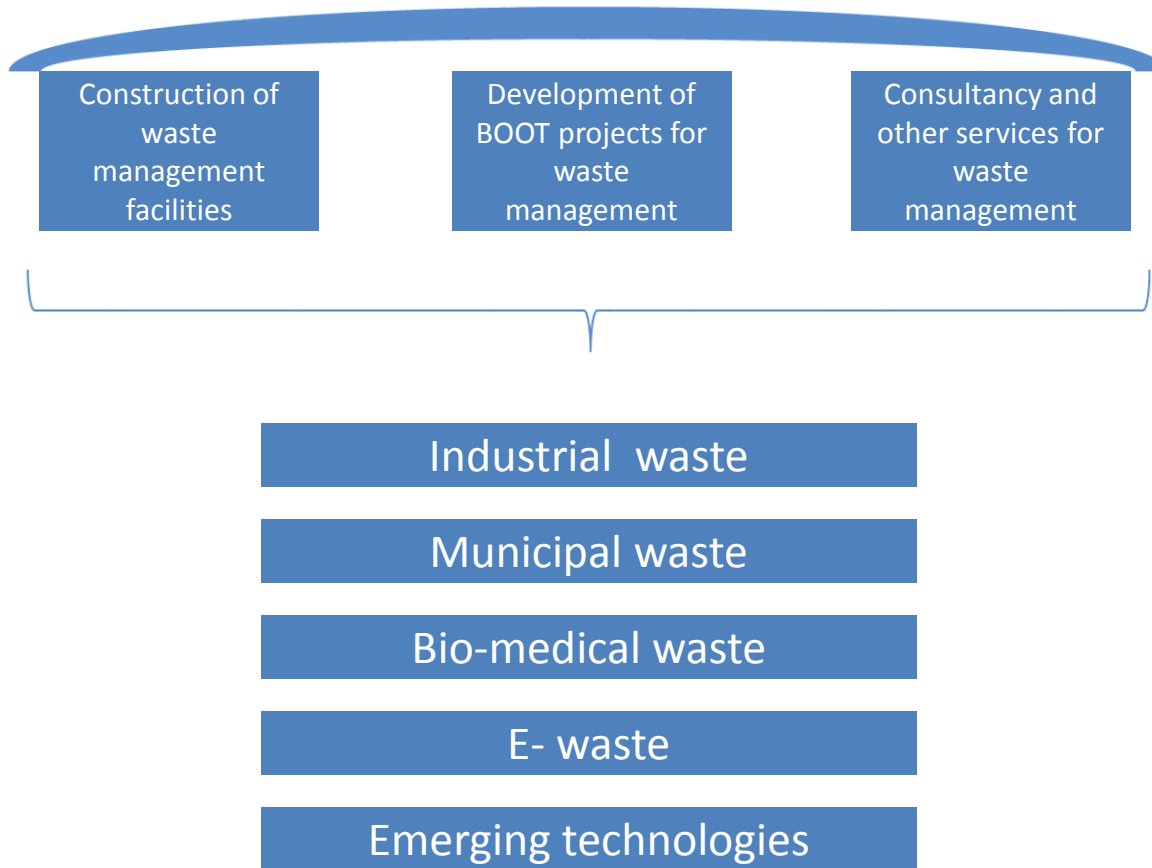 Construction of
waste
management
facilities
Development of
BOOT projects for
waste
management
Consultancy and
other services for
waste
management
Industrial  waste
Municipal waste
Bio-medical waste
E- waste
Emerging technologies